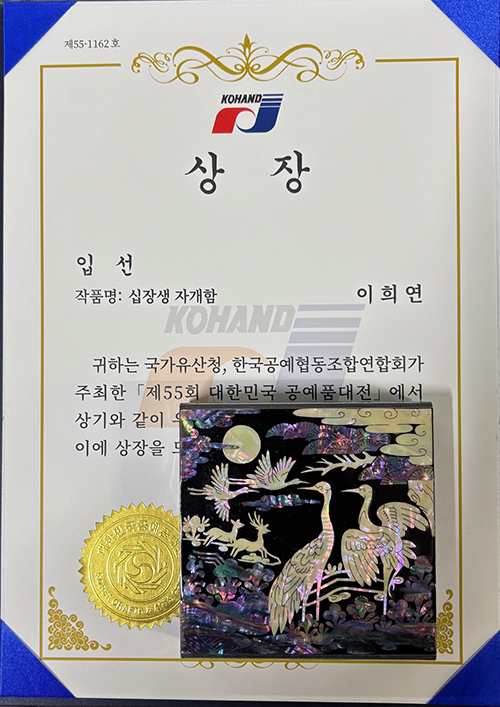 제55-1162호
KOHAND
상 장
입 선
작품명: 십장생 자개함 이희연
KOHAND
귀하는 국가유산청, 한국공예협동조합연합회가
주최한 「제55회 대한민국 공예품대전」에서
상기와 같이
이에 상장을